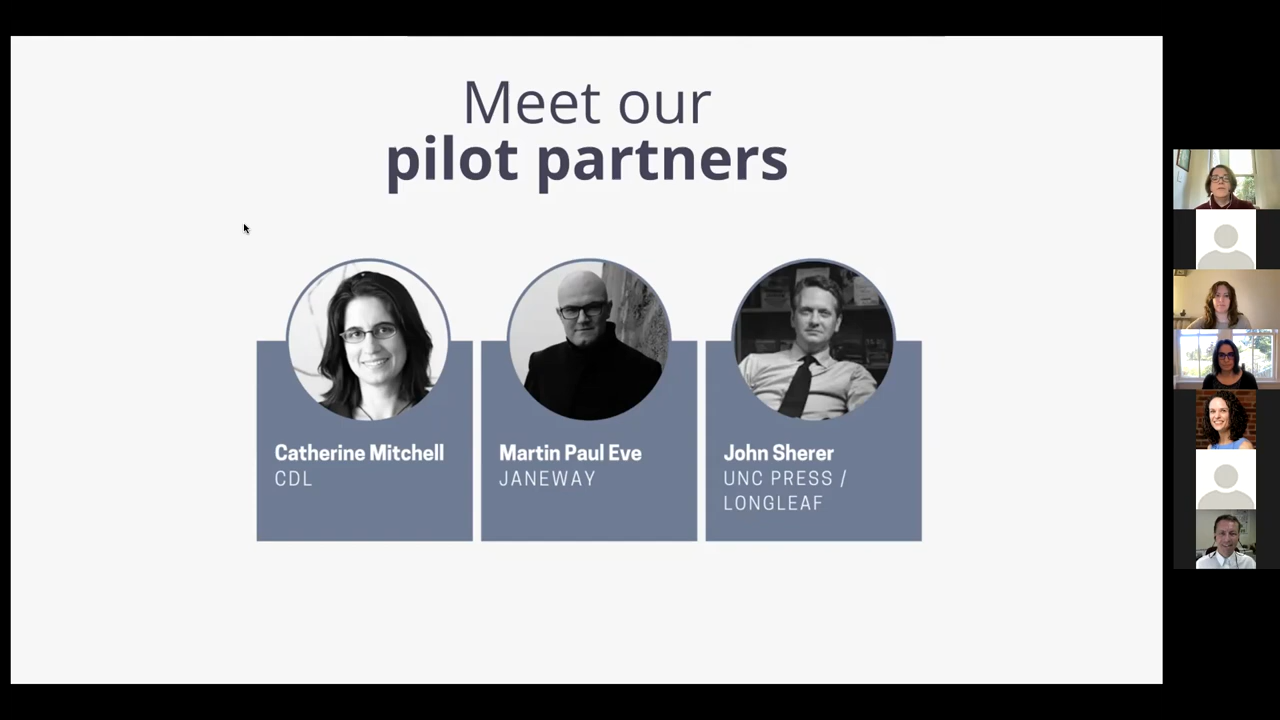 Meet our
pilot partners
Catherine Mitchell
CDL
Martin Paul Eve
JANEWAY
John Sherer
UNC PRESS /
LONGLEAF